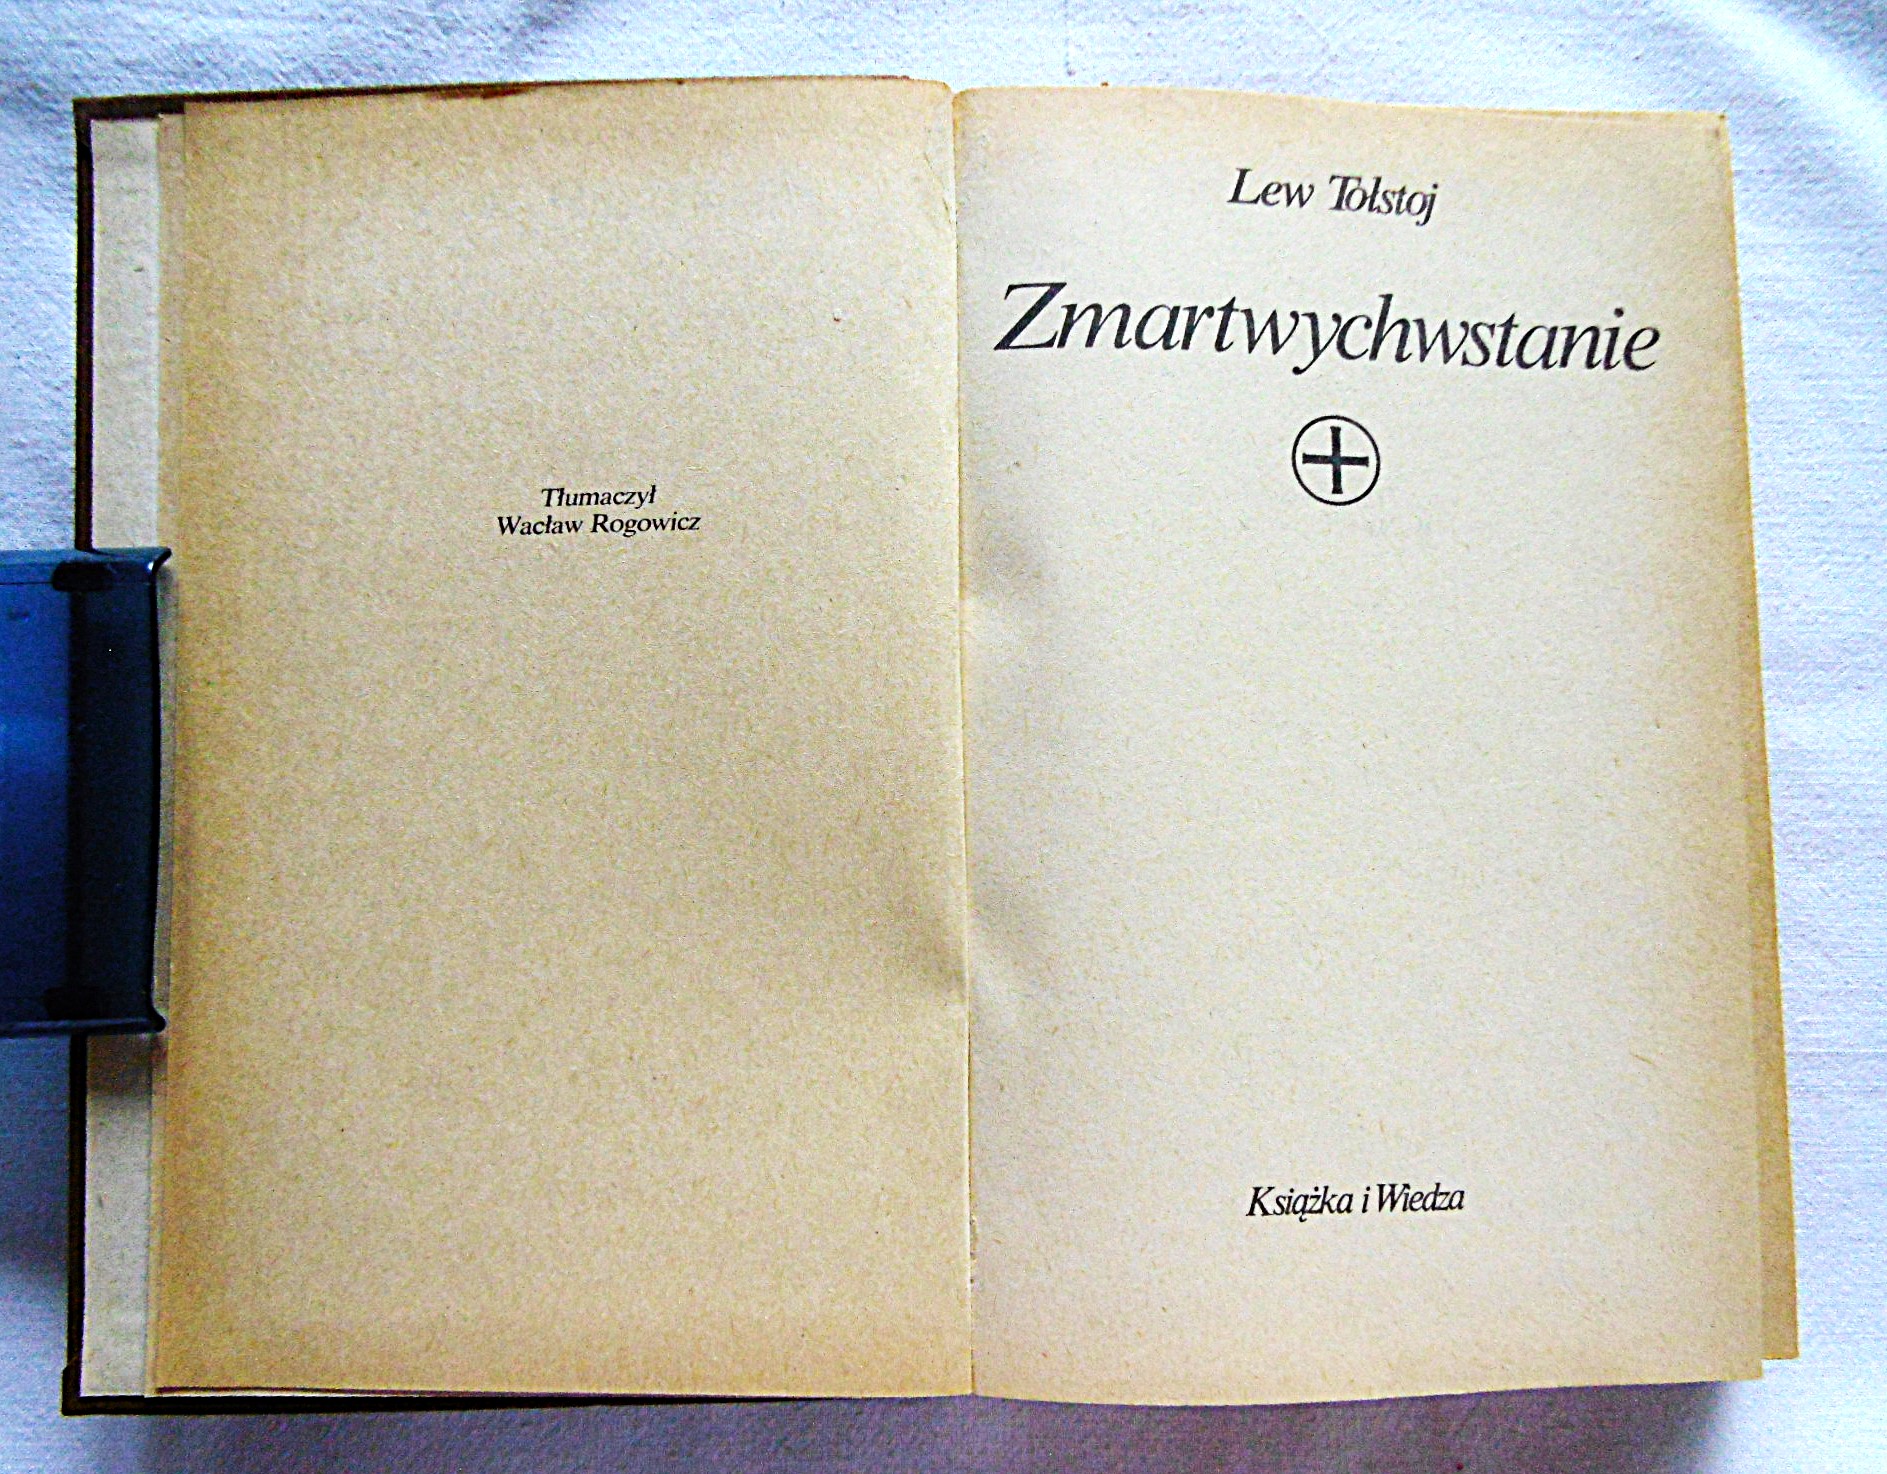 Tłumaczył
Wacław Rogowicz
Lew Tołstoj
Zmartwychwstanie
Książka i Wiedza